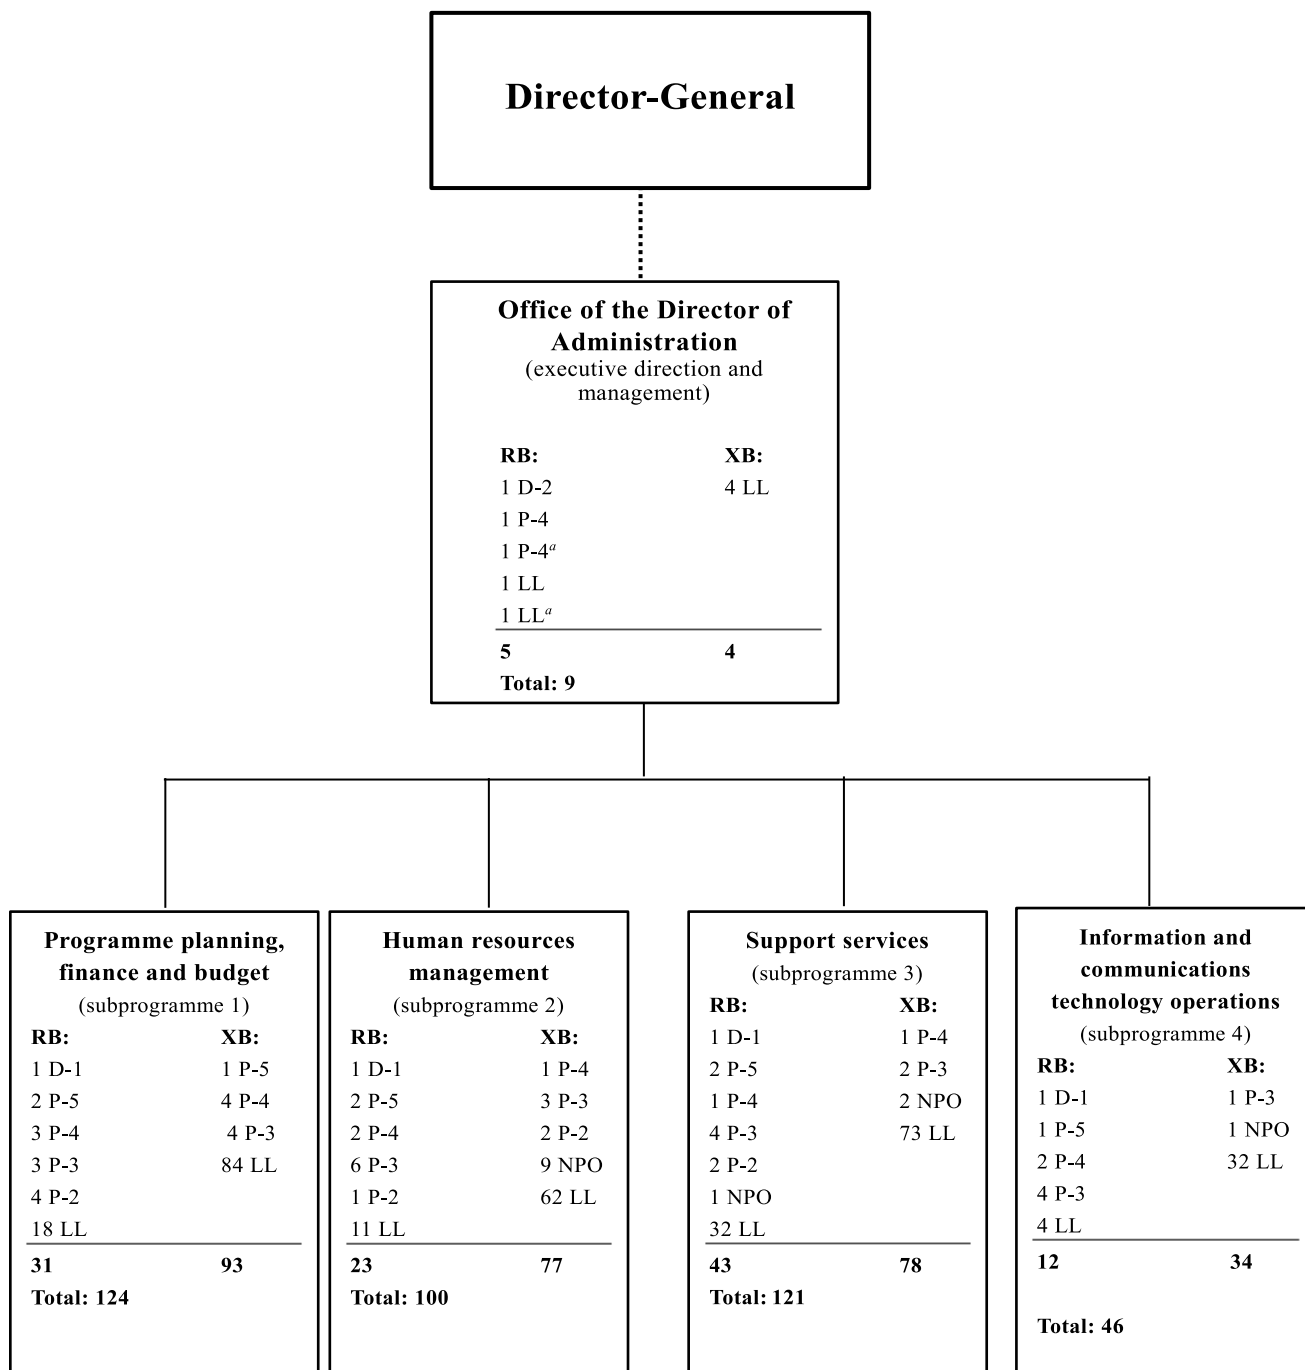 Director-General
Office of the Director of
Administration
(executive direction and
management)
RB: XB:
1 D-2 4 LL
1 P-4
1 P-4a
1 LL
1 LLa
5 4
Total: 9
Programme planning,
finance and budget
(subprogramme 1)
RB: XB:
1 D-1 1 P-5
2 P-5 4 P-4
3 P-4 4 P-3
3 P-3 84 LL
4 P-2
18 LL
31 93
Total: 124
Human resources
management
(subprogramme 2)
RB: XB:
1 D-1 1 P-4
2 P-5 3 P-3
2 P-4 2 P-2
6 P-3 9 NPO
1 P-2 62 LL
11 LL
23 77
Total: 100
Support services
(subprogramme 3)
RB: XB:
1 D-1 1 P-4
2 P-5 2 P-3
1 P-4 2 NPO
4 P-3 73 LL
2 P-2
1 NPO
32 LL
43 78
Total: 121
Information and
communications
technology operations
(subprogramme 4)
RB: XB:
1 D-1 1 P-3
1 P-5 1 NPO
2 P-4 32 LL
4 P-3
4 LL
12 34
Total: 46